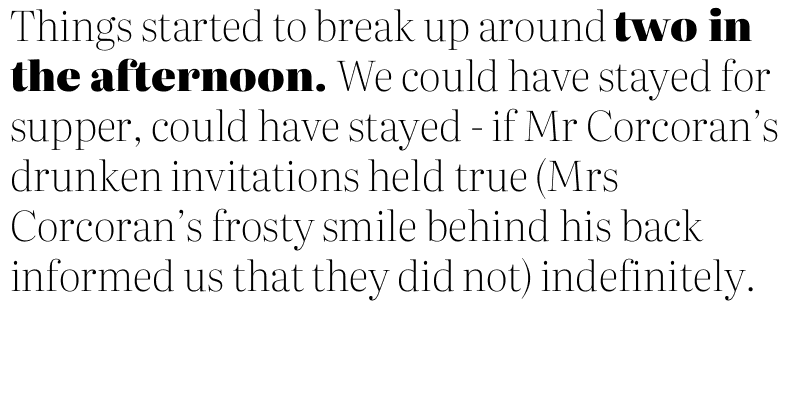 Things started to break up around two in
the afternoon. We could have stayed for
supper, could have stayed - if Mr Corcoran’s
drunken invitations held true (Mrs
Corcoran’s frosty smile behind his back
informed us that they did not) indefinitely.